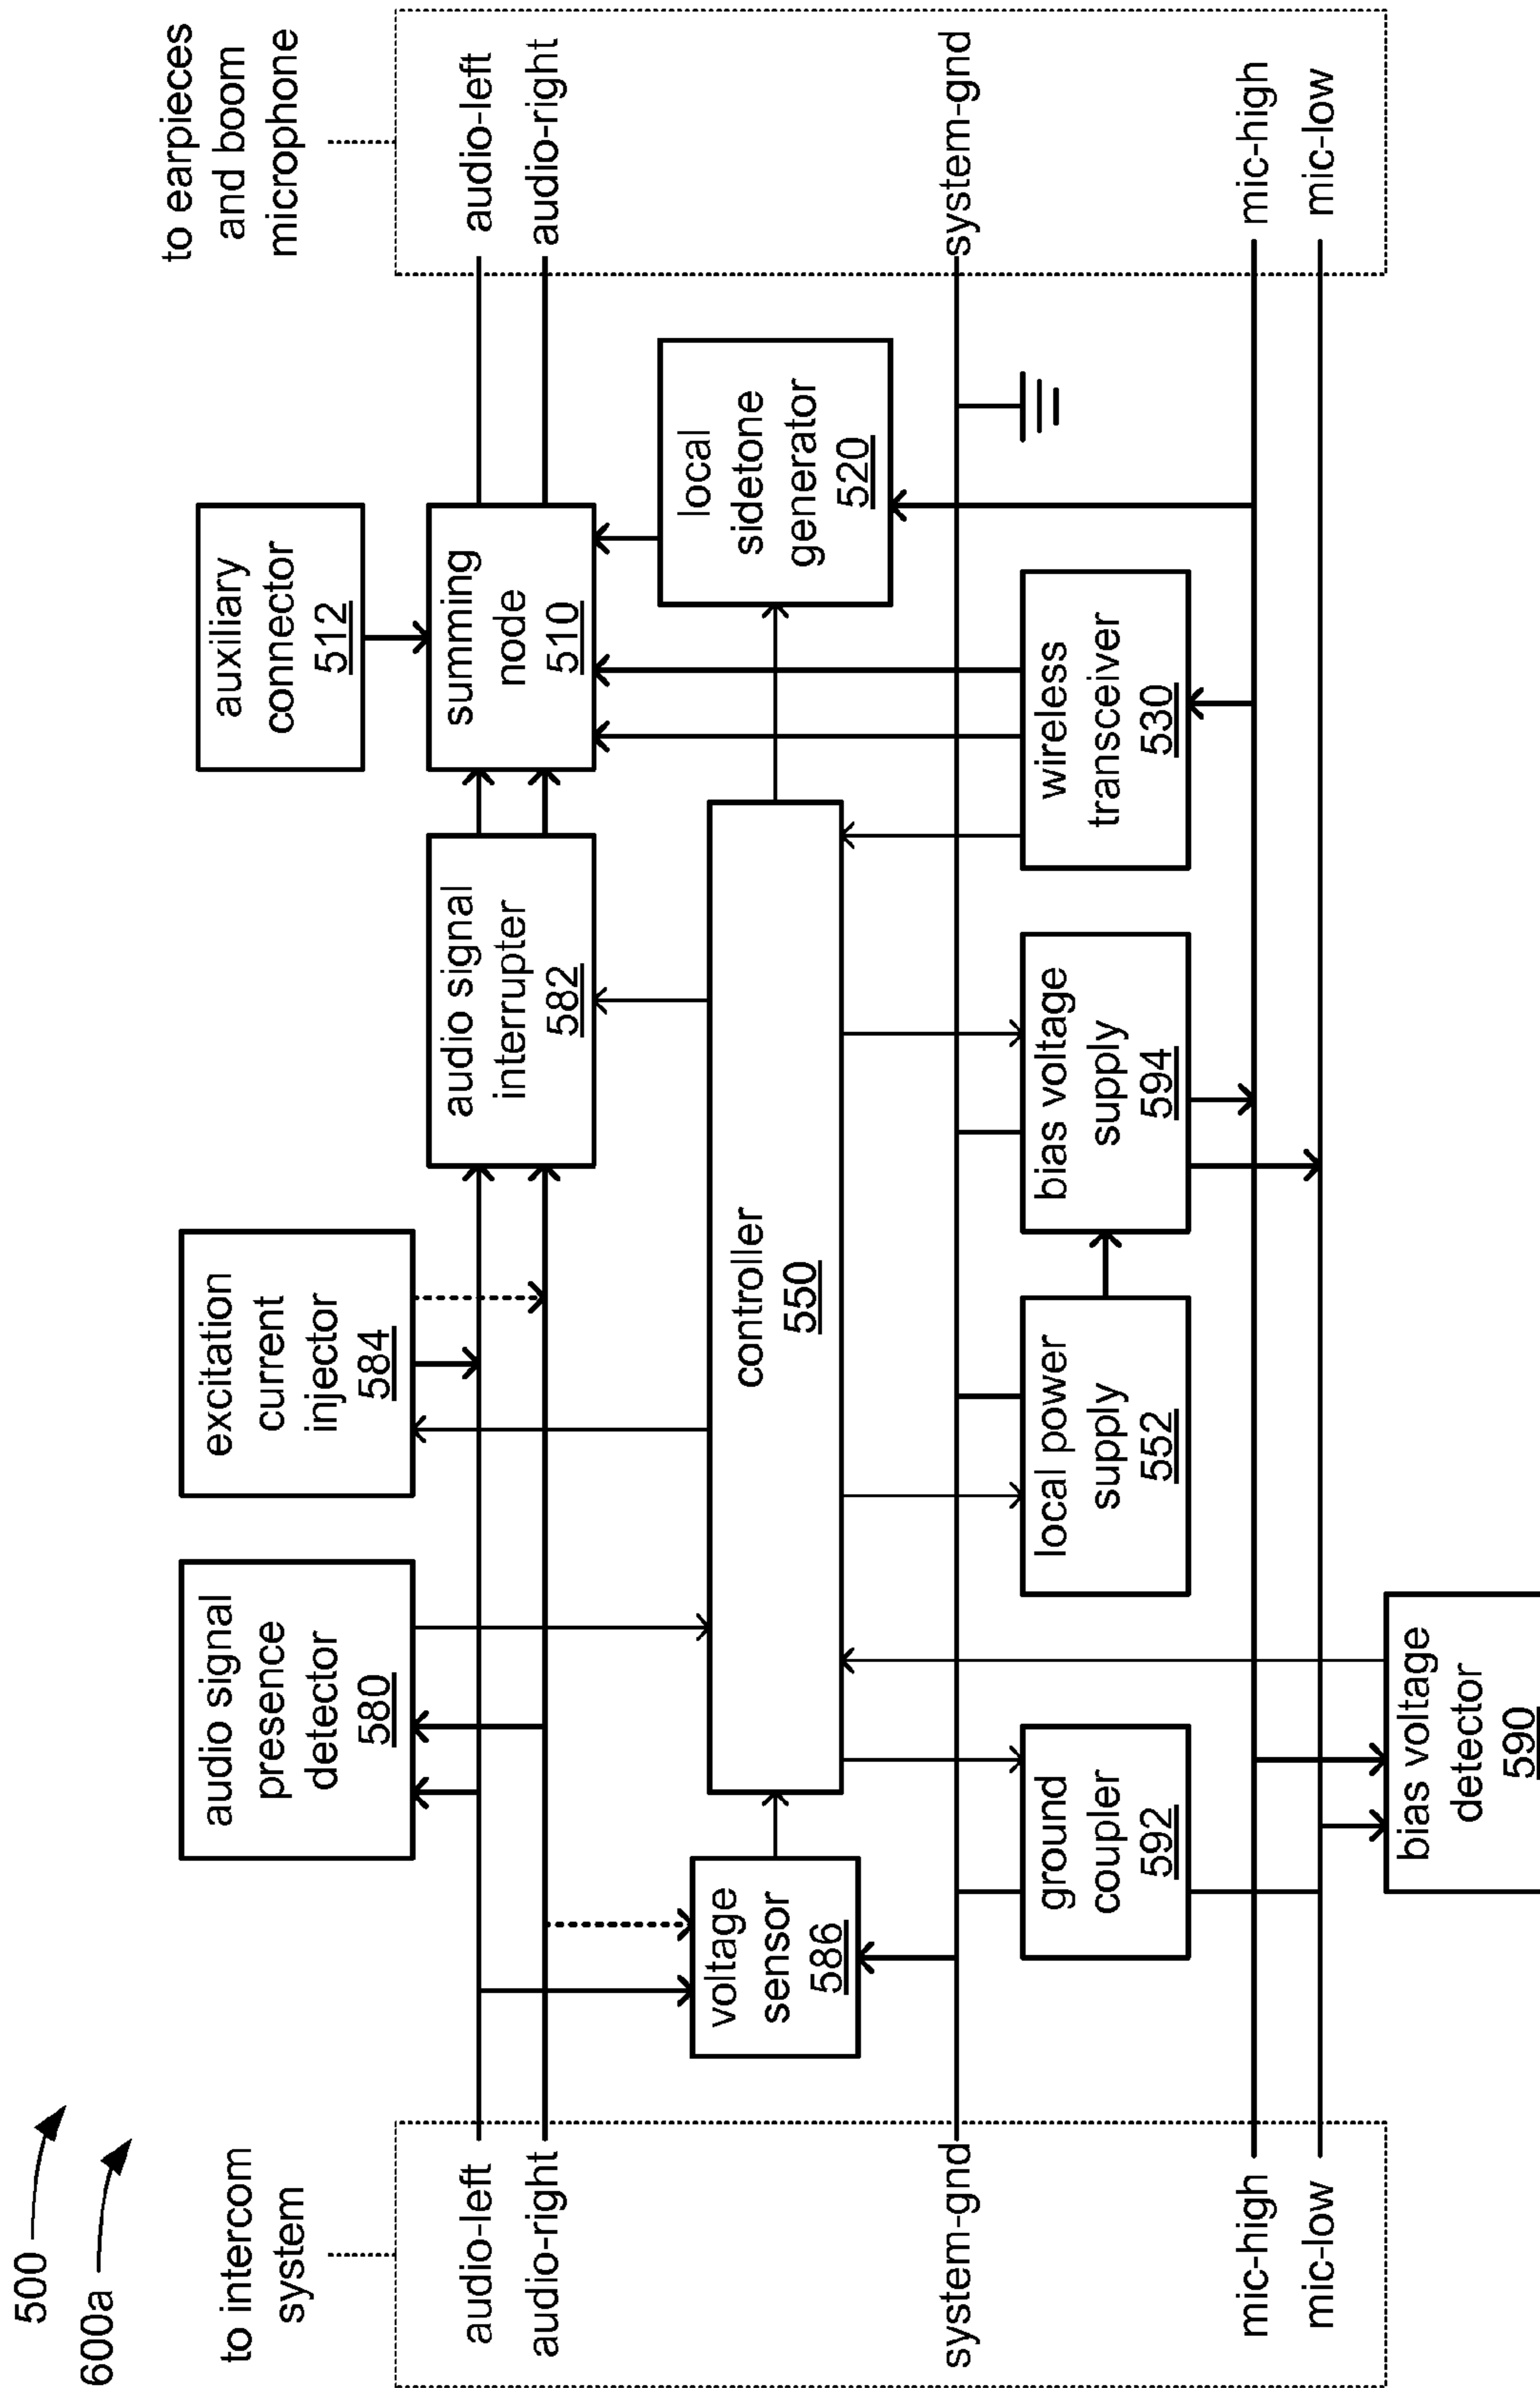 500
600a
to intercom
system
to earpieces
and boom
microphone
audio signal
presence
detector
580
excitation
current
injector
584
auxiliary
connector
512
audio-left
audio-right
audio signal
interrupter
582
summing
node
510
audio-left
audio-right
voltage
sensor
586
controller
550
local
sidetone
generator
520
system-gnd
system-gnd
ground
coupler
592
local power
supply
552
bias voltage
supply
594
wireless
transceiver
530
mic-high
mic-low
mic-high
mic-low
bias voltage
detector
590